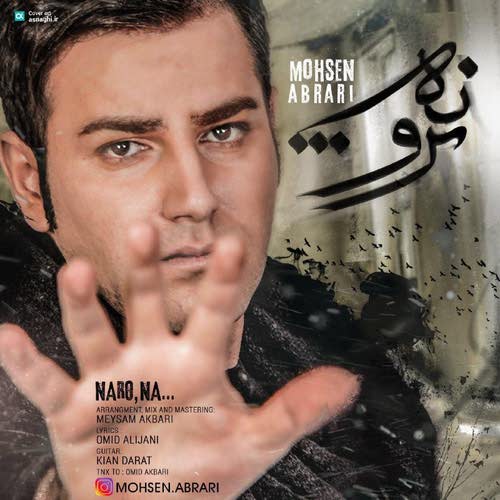 Cover on
asnaghi.ir
MOHSEN
ABRARI
نرو نه...
NARO, NA...
ARRANGMENT, MIX AND MASTERING:
MEYSAM AKBARI
LYRICS:
OMID ALIJANI
GUITAR:
KIAN DARAT
TNX TO : OMID AKBARI
MOHSEN.ABRARI